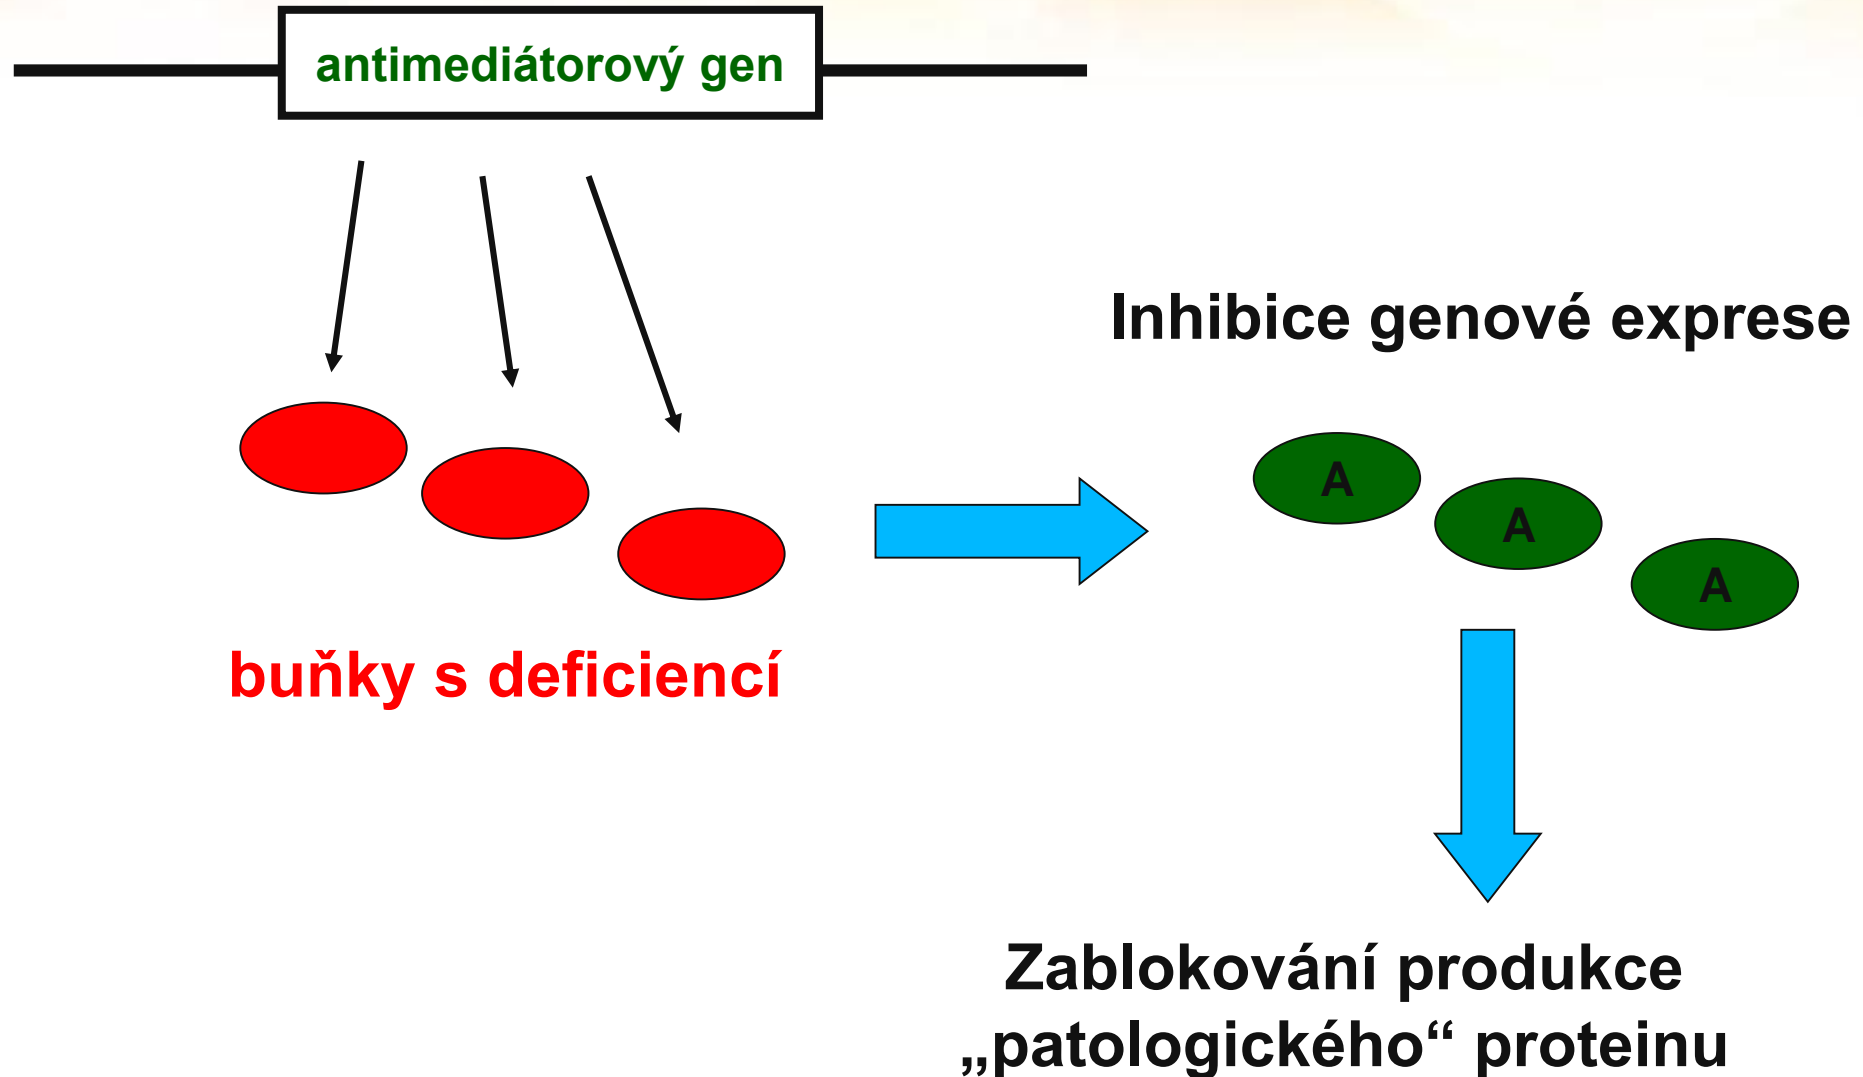 antimediátorový gen
Inhibice genové exprese
A
A
A
buňky s deficiencí
Zablokování produkce
„patologického“ proteinu